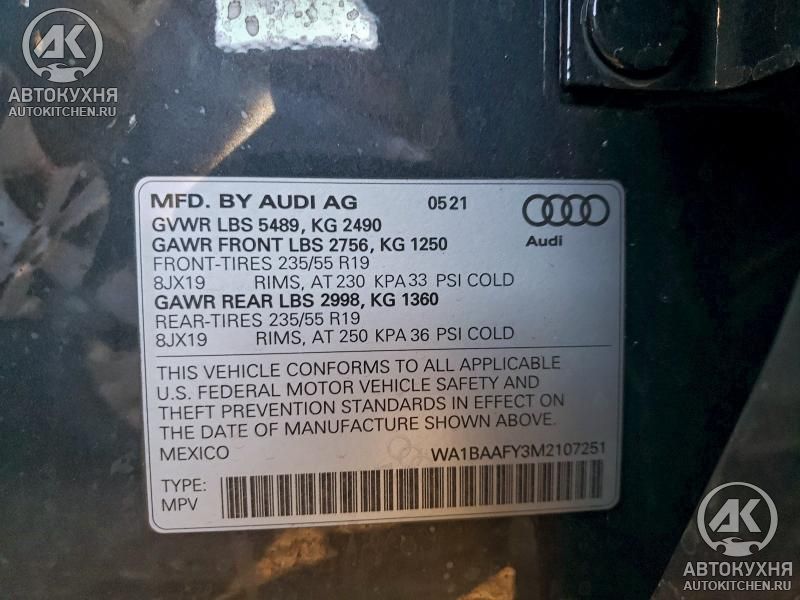 АК
АВТОКУХНЯ
AUTOKITCHEN.RU
MFD. BY AUDI AG 0521
GVWR LBS 5489, KG 2490
GAWR FRONT LBS 2756, KG 1250
Audi
FRONT-TIRES 235/55 R19
8JX19 RIMS, AT 230 KPA 33 PSI COLD
GAWR REAR LBS 2998, KG 1360
REAR-TIRES 235/55 R19
8JX19 RIMS, AT 250 KPA 36 PSI COLD
THIS VEHICLE CONFORMS TO ALL APPLICABLE
U.S. FEDERAL MOTOR VEHICLE SAFETY AND
THEFT PREVENTION STANDARDS IN EFFECT ON
THE DATE OF MANUFACTURE SHOWN ABOVE.
MEXICO WA1BAAFY3M2107251
TYPE:
MPV
АК
АВТОКУХНЯ
AUTOKITCHEN.RU